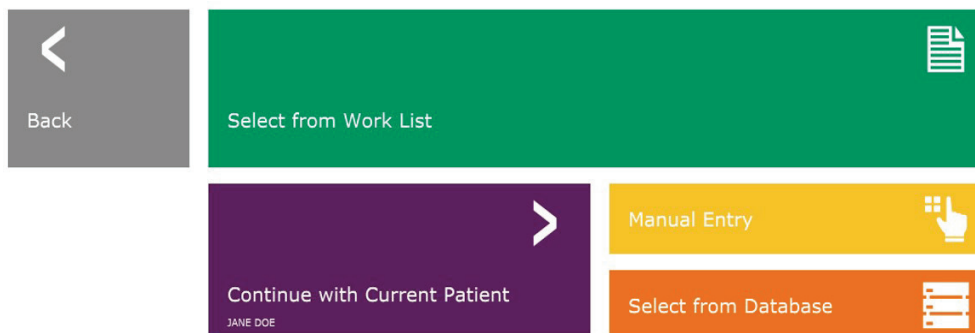 Back
Select from Work List
Manual Entry
Continue with Current Patient
JANE DOE
Select from Database